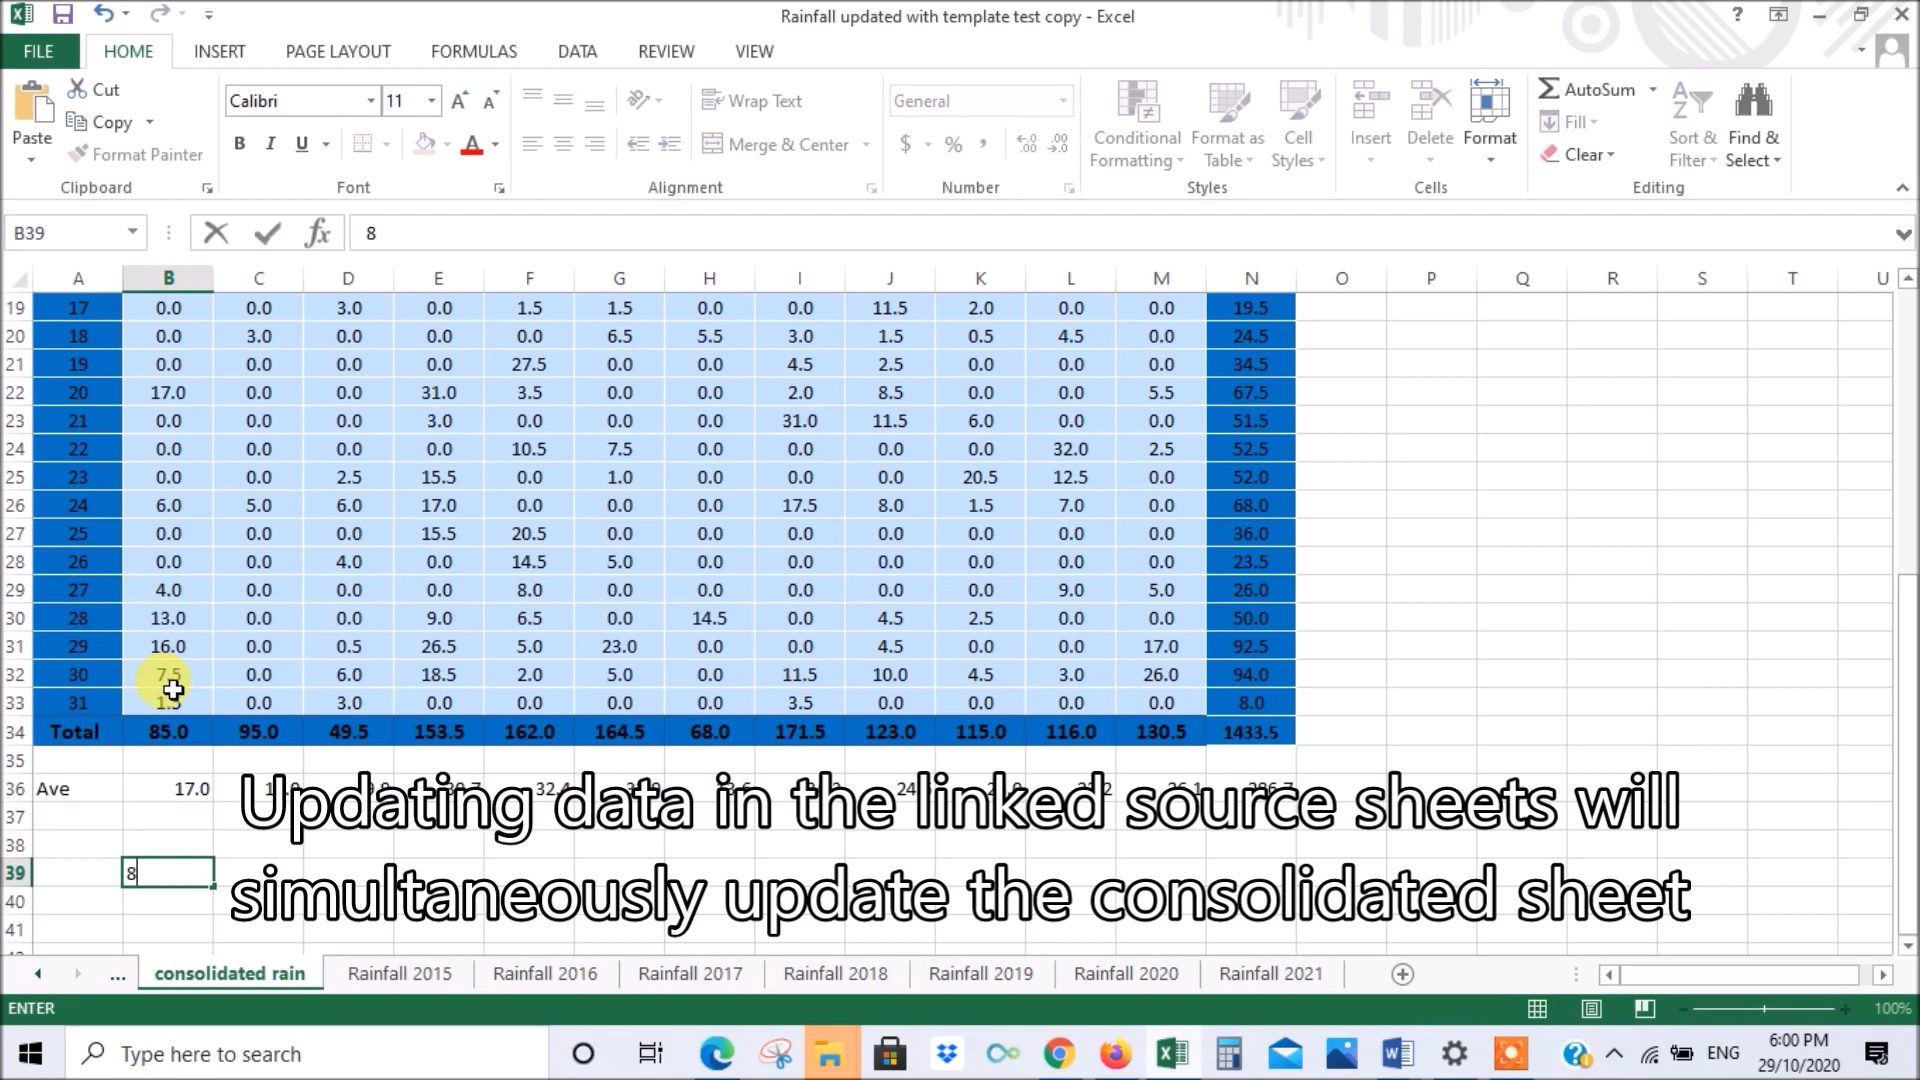 Rainfall updated with template test copy - Excel
?
FILE HOME INSERT PAGE LAYOUT FORMULAS DATA REVIEW VIEW
Paste Cut Copy Format Painter Clipboard
Calibri 11 A A B I U A Font
Wrap Text Merge & Center Alignment
General $ % , Number
Conditional Formatting Format as Table Cell Styles Styles
Insert Delete Format Cells
AutoSum Fill Clear Sort & Filter Find & Select Editing
B39 fx 8
A B C D E F G H I J K L M N O P Q R S T U
19 17 0.0 0.0 3.0 0.0 1.5 1.5 0.0 0.0 11.5 2.0 0.0 0.0 19.5
20 18 0.0 3.0 0.0 0.0 0.0 6.5 5.5 3.0 1.5 0.5 4.5 0.0 24.5
21 19 0.0 0.0 0.0 0.0 27.5 0.0 0.0 4.5 2.5 0.0 0.0 0.0 34.5
22 20 17.0 0.0 0.0 31.0 3.5 0.0 0.0 2.0 8.5 0.0 0.0 5.5 67.5
23 21 0.0 0.0 0.0 3.0 0.0 0.0 0.0 31.0 11.5 6.0 0.0 0.0 51.5
24 22 0.0 0.0 0.0 0.0 10.5 7.5 0.0 0.0 0.0 0.0 32.0 2.5 52.5
25 23 0.0 0.0 2.5 15.5 0.0 1.0 0.0 0.0 0.0 20.5 12.5 0.0 52.0
26 24 6.0 5.0 6.0 17.0 0.0 0.0 0.0 17.5 8.0 1.5 7.0 0.0 68.0
27 25 0.0 0.0 0.0 15.5 20.5 0.0 0.0 0.0 0.0 0.0 0.0 0.0 36.0
28 26 0.0 0.0 4.0 0.0 14.5 5.0 0.0 0.0 0.0 0.0 0.0 0.0 23.5
29 27 4.0 0.0 0.0 0.0 8.0 0.0 0.0 0.0 0.0 0.0 9.0 5.0 26.0
30 28 13.0 0.0 0.0 9.0 6.5 0.0 14.5 0.0 4.5 2.5 0.0 0.0 50.0
31 29 16.0 0.0 0.5 26.5 5.0 23.0 0.0 0.0 4.5 0.0 0.0 17.0 92.5
32 30 7.5 0.0 6.0 18.5 2.0 5.0 0.0 11.5 10.0 4.5 3.0 26.0 94.0
33 31 0.0 3.0 0.0 0.0 0.0 0.0 3.5 0.0 0.0 0.0 0.0 8.0
34 Total 85.0 95.0 49.5 153.5 162.0 164.5 68.0 171.5 123.0 115.0 116.0 130.5 1433.5
35
36 Ave 17.0
37
38
39 8
40
41
Updating data in the linked source sheets will
simultaneously update the consolidated sheet
... consolidated rain Rainfall 2015 Rainfall 2016 Rainfall 2017 Rainfall 2018 Rainfall 2019 Rainfall 2020 Rainfall 2021
ENTER 100%
Type here to search ENG 6:00 PM
29/10/2020